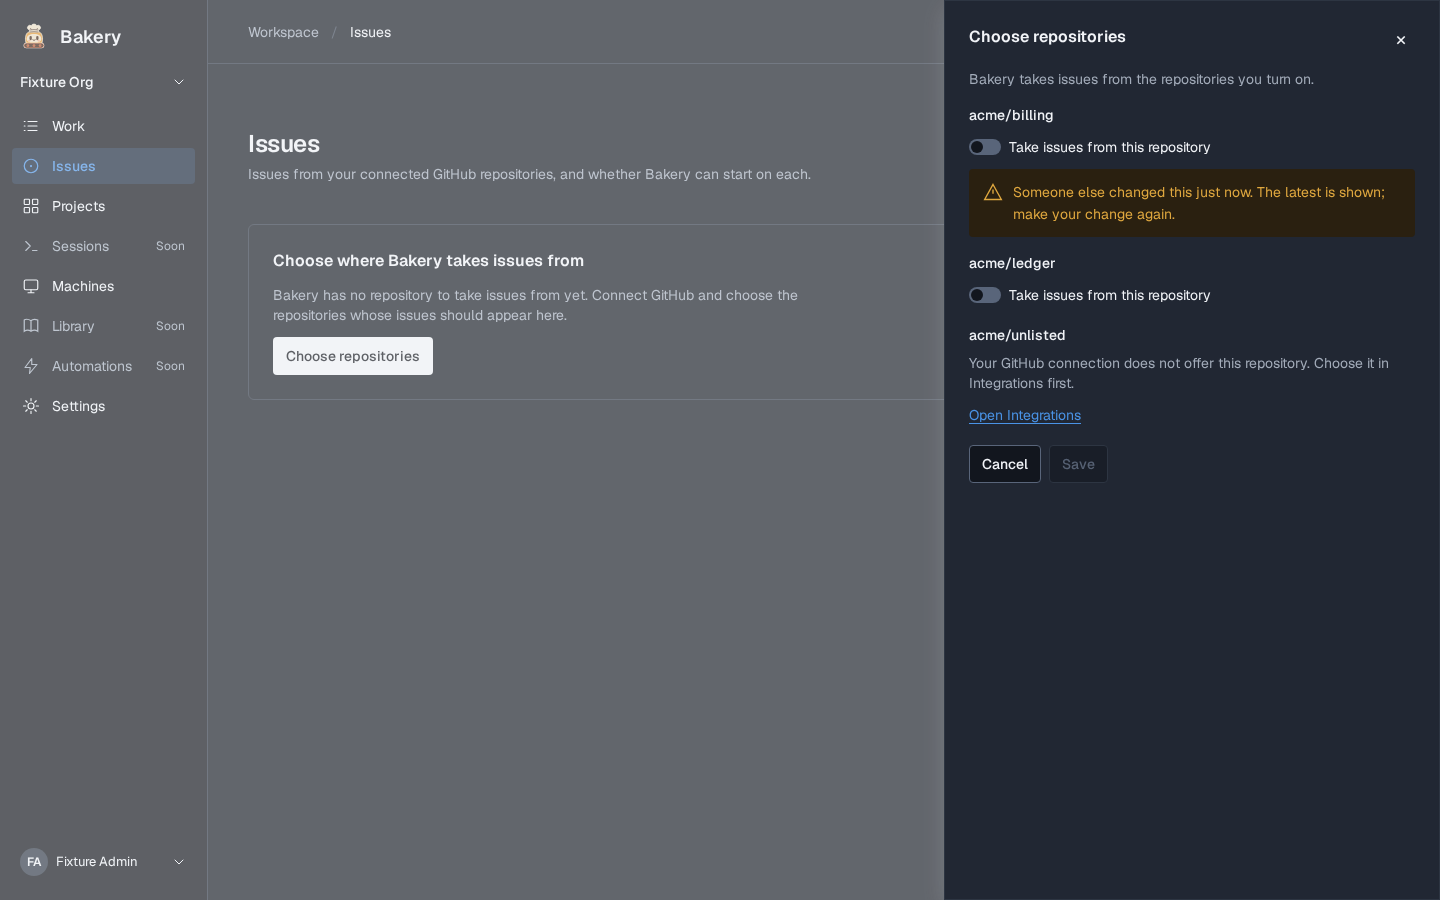 Bakery
Fixture Org
Work
Issues
Projects
Sessions Soon
Machines
Library Soon
Automations Soon
Settings
FA Fixture Admin
Workspace / Issues
Issues
Issues from your connected GitHub repositories, and whether Bakery can start on each.
Choose where Bakery takes issues from
Bakery has no repository to take issues from yet. Connect GitHub and choose the
repositories whose issues should appear here.
Choose repositories
Choose repositories
Bakery takes issues from the repositories you turn on.
acme/billing
Take issues from this repository
Someone else changed this just now. The latest is shown;
make your change again.
acme/ledger
Take issues from this repository
acme/unlisted
Your GitHub connection does not offer this repository. Choose it in
Integrations first.
Open Integrations
Cancel Save